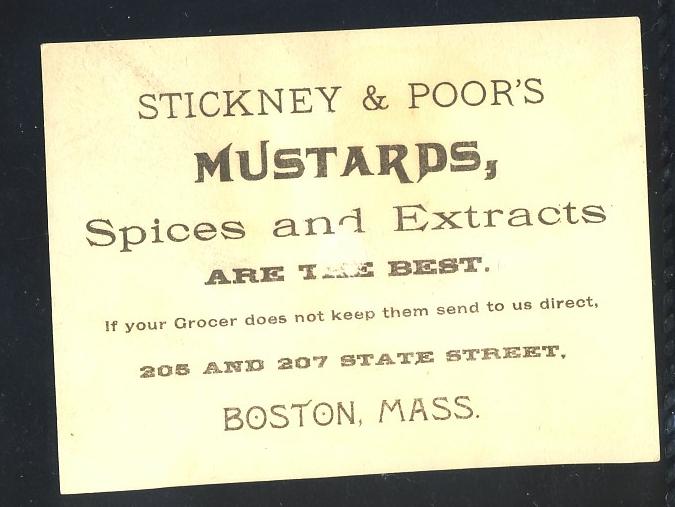 STICKNEY & POOR'S
MUSTARDS,
Spices and Extracts
ARE THE BEST.
If your Grocer does not keep them send to us direct,
205 AND 207 STATE STREET,
BOSTON, MASS.